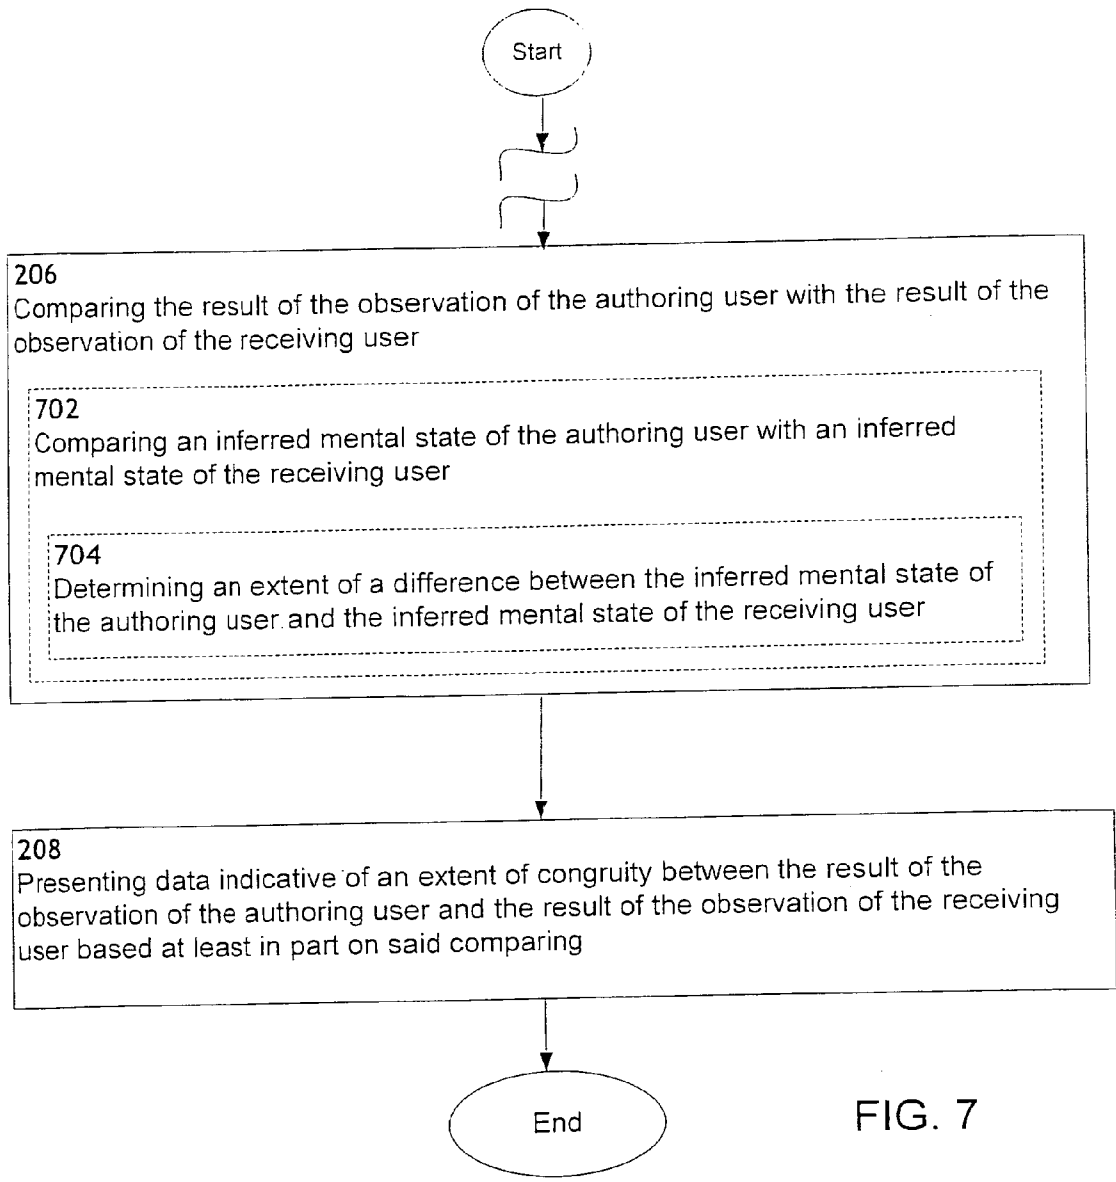 Start
206
Comparing the result of the observation of the authoring user with the result of the
observation of the receiving user
702
Comparing an inferred mental state of the authoring user with an inferred
mental state of the receiving user
704
Determining an extent of a difference between the inferred mental state of
the authoring user and the inferred mental state of the receiving user
208
Presenting data indicative of an extent of congruity between the result of the
observation of the authoring user and the result of the observation of the receiving
user based at least in part on said comparing
End
FIG. 7